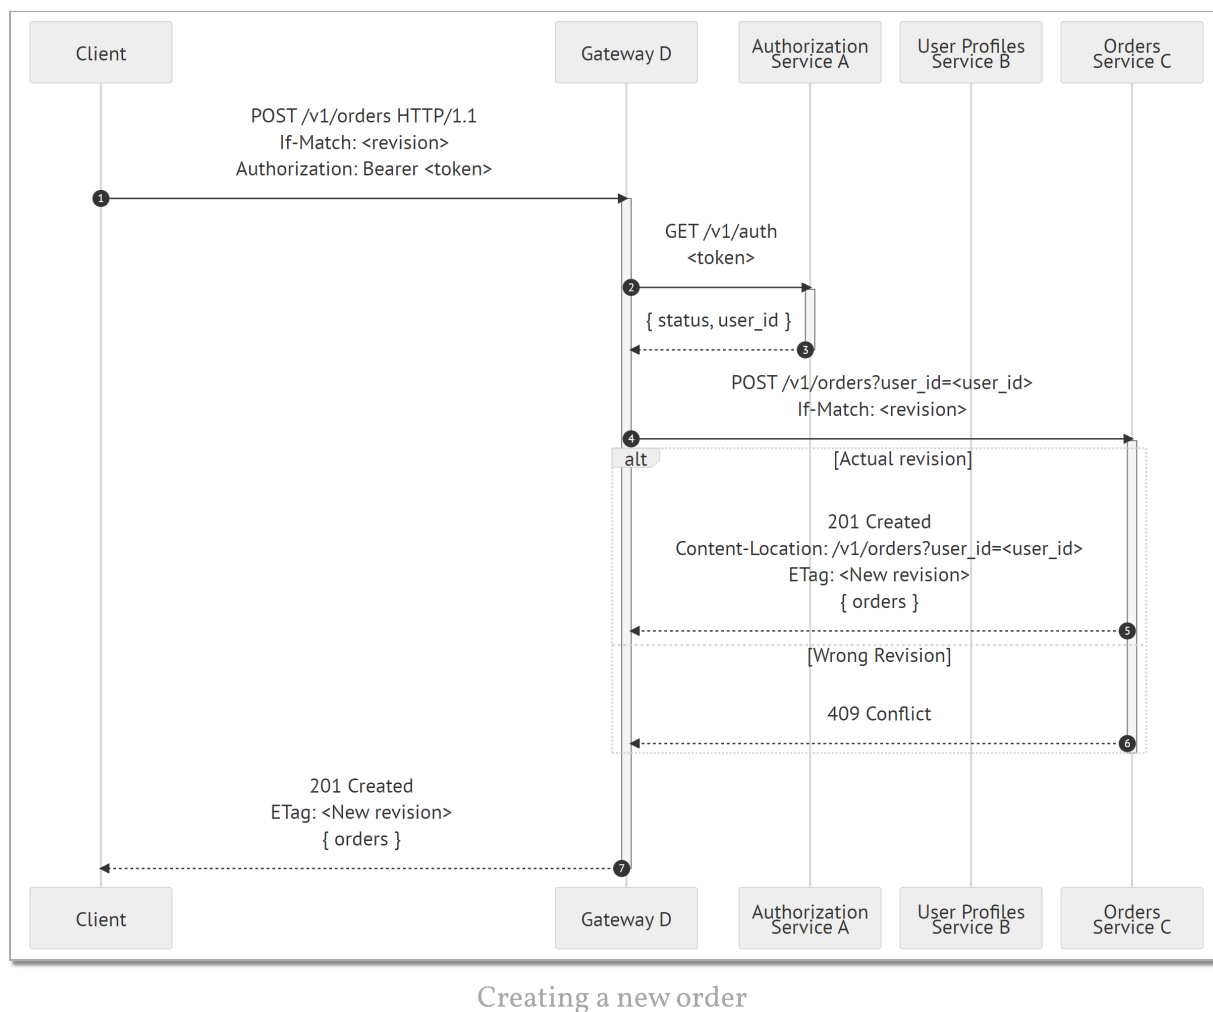 Client
Gateway D
Authorization
Service A
User Profiles
Service B
Orders
Service C
POST /v1/orders HTTP/1.1
If-Match: <revision>
Authorization: Bearer <token>
1
GET /v1/auth
<token>
2
{ status, user_id }
3
POST /v1/orders?user_id=<user_id>
If-Match: <revision>
4
alt
[Actual revision]
201 Created
Content-Location: /v1/orders?user_id=<user_id>
ETag: <New revision>
{ orders }
5
[Wrong Revision]
409 Conflict
6
201 Created
ETag: <New revision>
{ orders }
7
Client
Gateway D
Authorization
Service A
User Profiles
Service B
Orders
Service C
Creating a new order